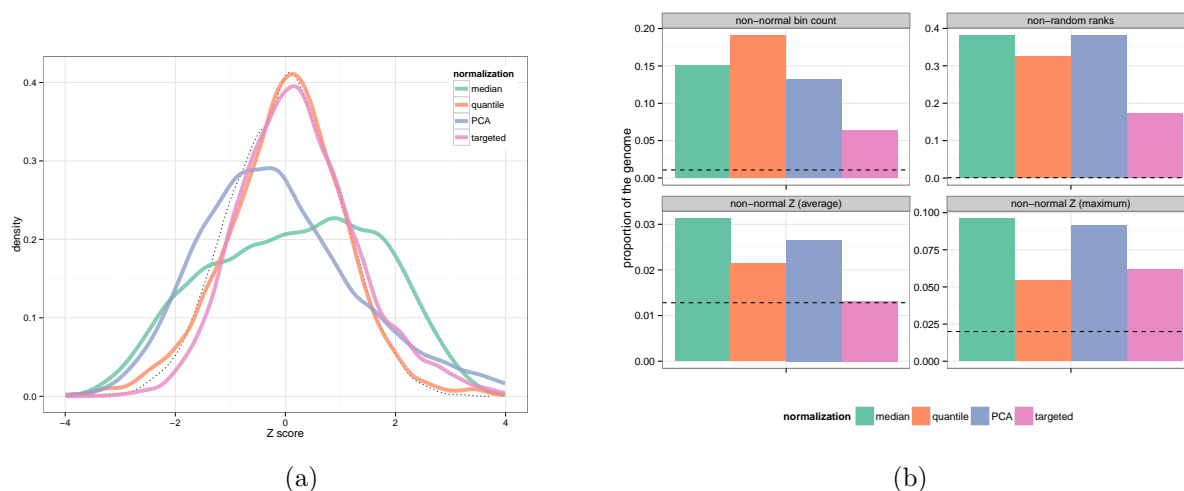 normalization
median
quantile
PCA
targeted
density
0.4
0.3
0.2
0.1
0.0
−4
−2
0
2
4
Z score
(a)
proportion of the genome
non−normal bin count
0.20
0.15
0.10
0.05
0.00
non−random ranks
0.4
0.3
0.2
0.1
0.0
non−normal Z (average)
0.03
0.02
0.01
0.00
non−normal Z (maximum)
0.100
0.075
0.050
0.025
0.000
normalization median quantile PCA targeted
(b)